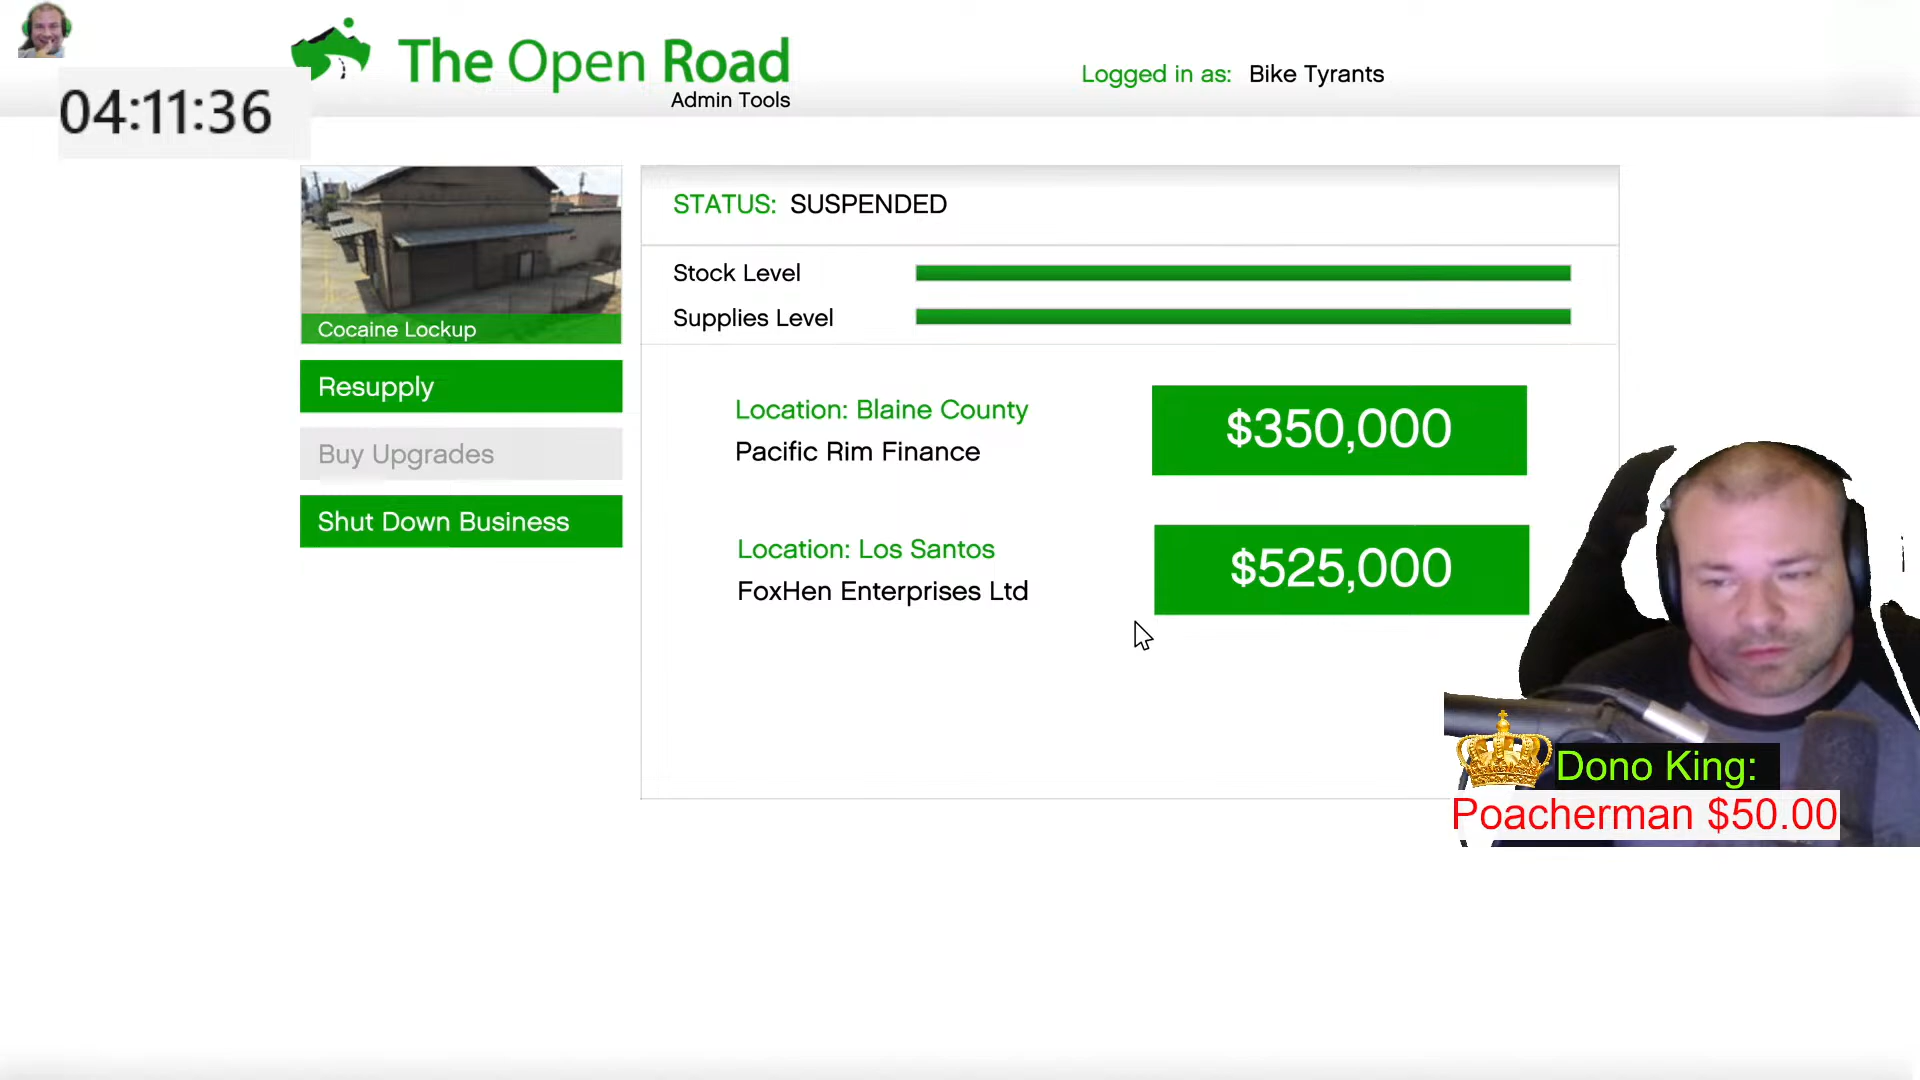 The Open Road
Admin Tools
Logged in as: Bike Tyrants
04:11:36
Cocaine Lockup
Resupply
Buy Upgrades
Shut Down Business
STATUS: SUSPENDED
Stock Level
Supplies Level
Location: Blaine County
Pacific Rim Finance
$350,000
Location: Los Santos
FoxHen Enterprises Ltd
$525,000
Dono King:
Poacherman $50.00